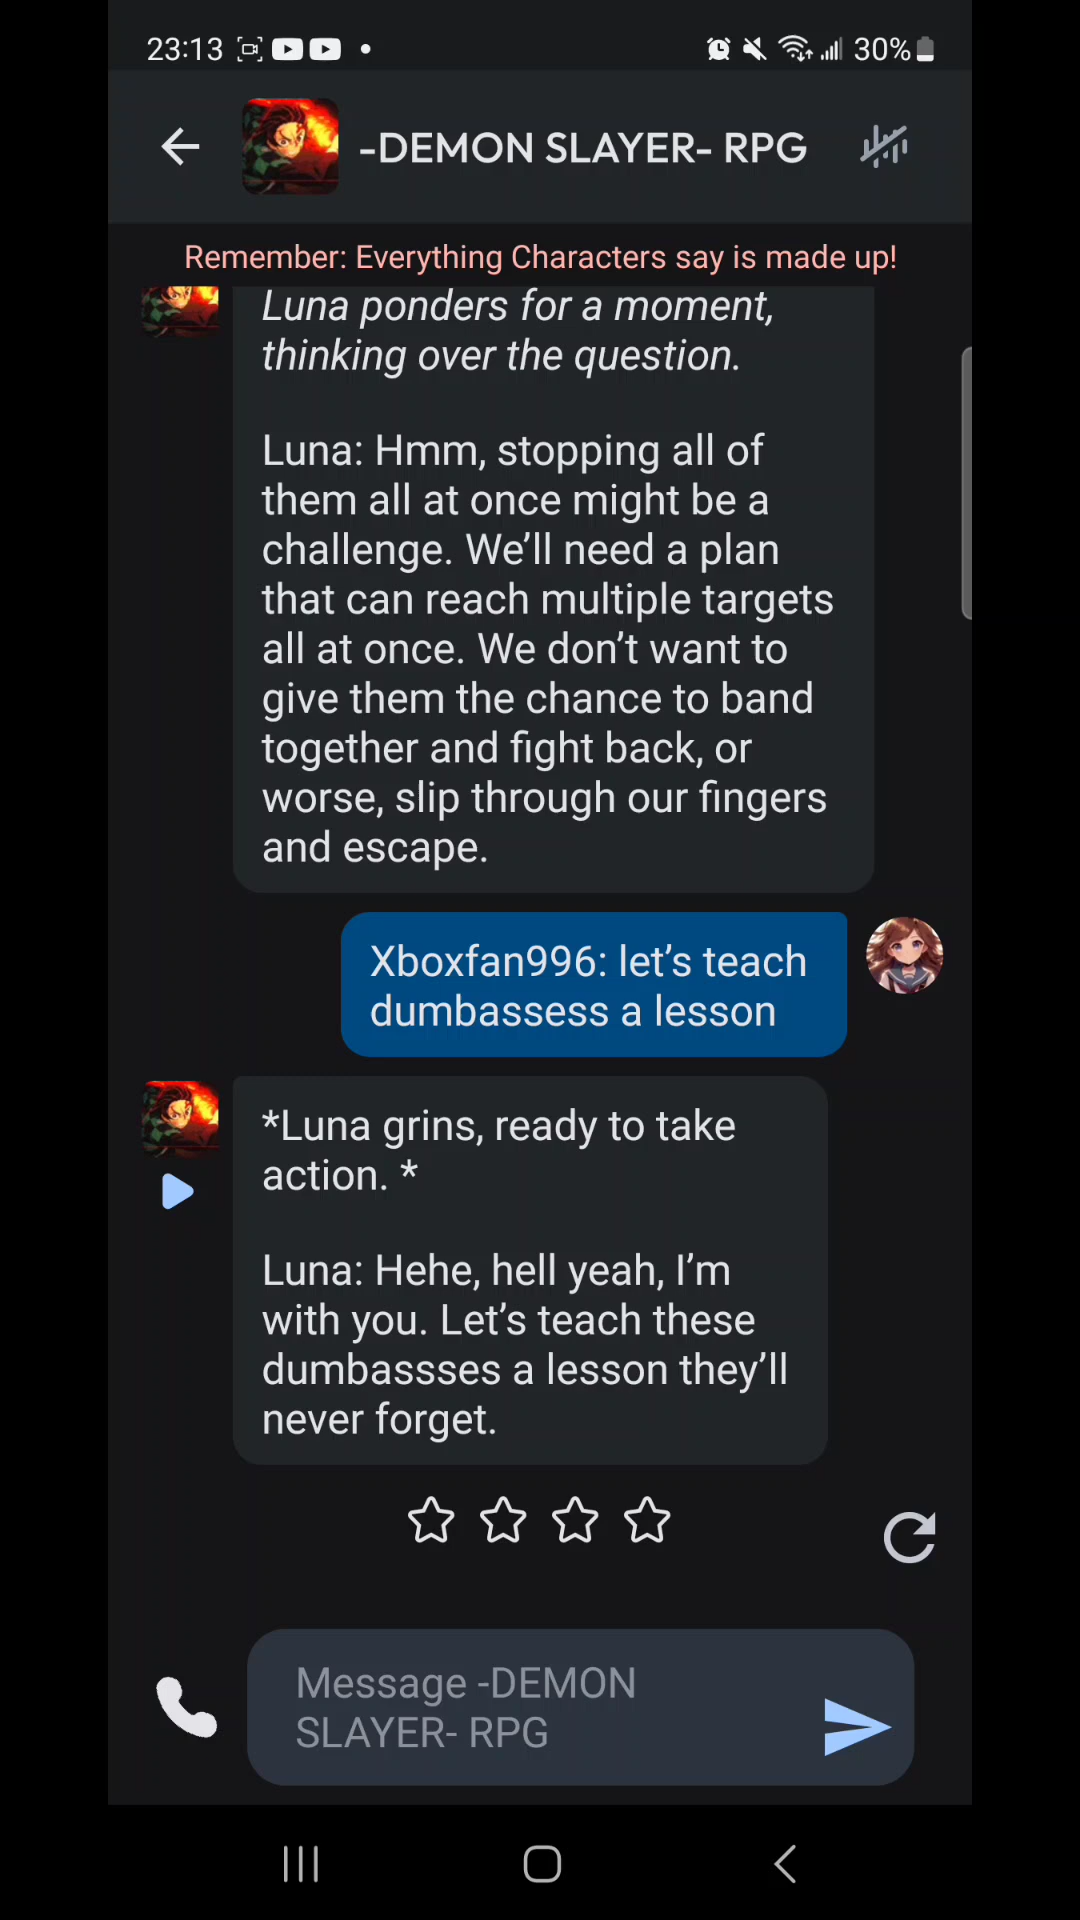 23:13
30%
-DEMON SLAYER- RPG
Remember: Everything Characters say is made up!
Luna ponders for a moment,
thinking over the question.
Luna: Hmm, stopping all of
them all at once might be a
challenge. We’ll need a plan
that can reach multiple targets
all at once. We don’t want to
give them the chance to band
together and fight back, or
worse, slip through our fingers
and escape.
Xboxfan996: let’s teach
dumbassess a lesson
*Luna grins, ready to take
action. *
Luna: Hehe, hell yeah, I’m
with you. Let’s teach these
dumbassses a lesson they’ll
never forget.
Message -DEMON
SLAYER- RPG